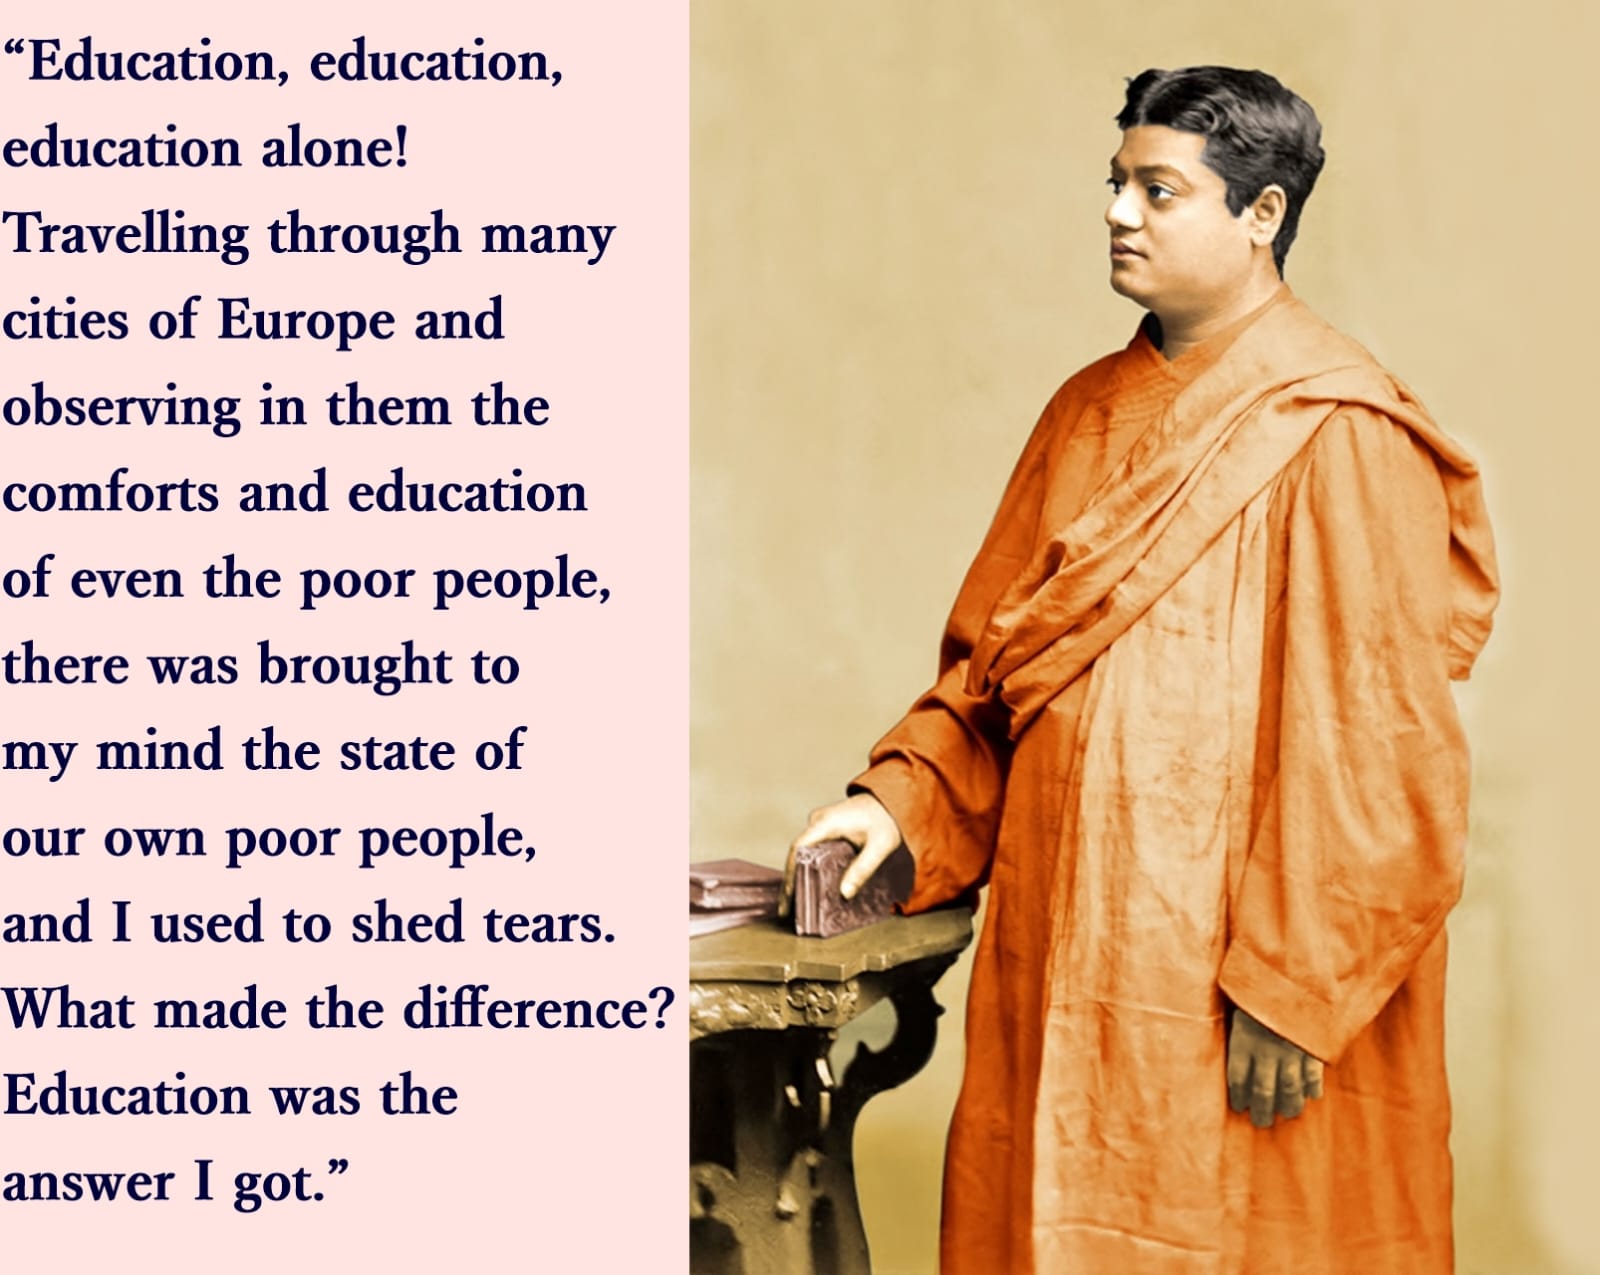 “Education, education,
education alone!
Travelling through many
cities of Europe and
observing in them the
comforts and education
of even the poor people,
there was brought to
my mind the state of
our own poor people,
and I used to shed tears.
What made the difference?
Education was the
answer I got.”